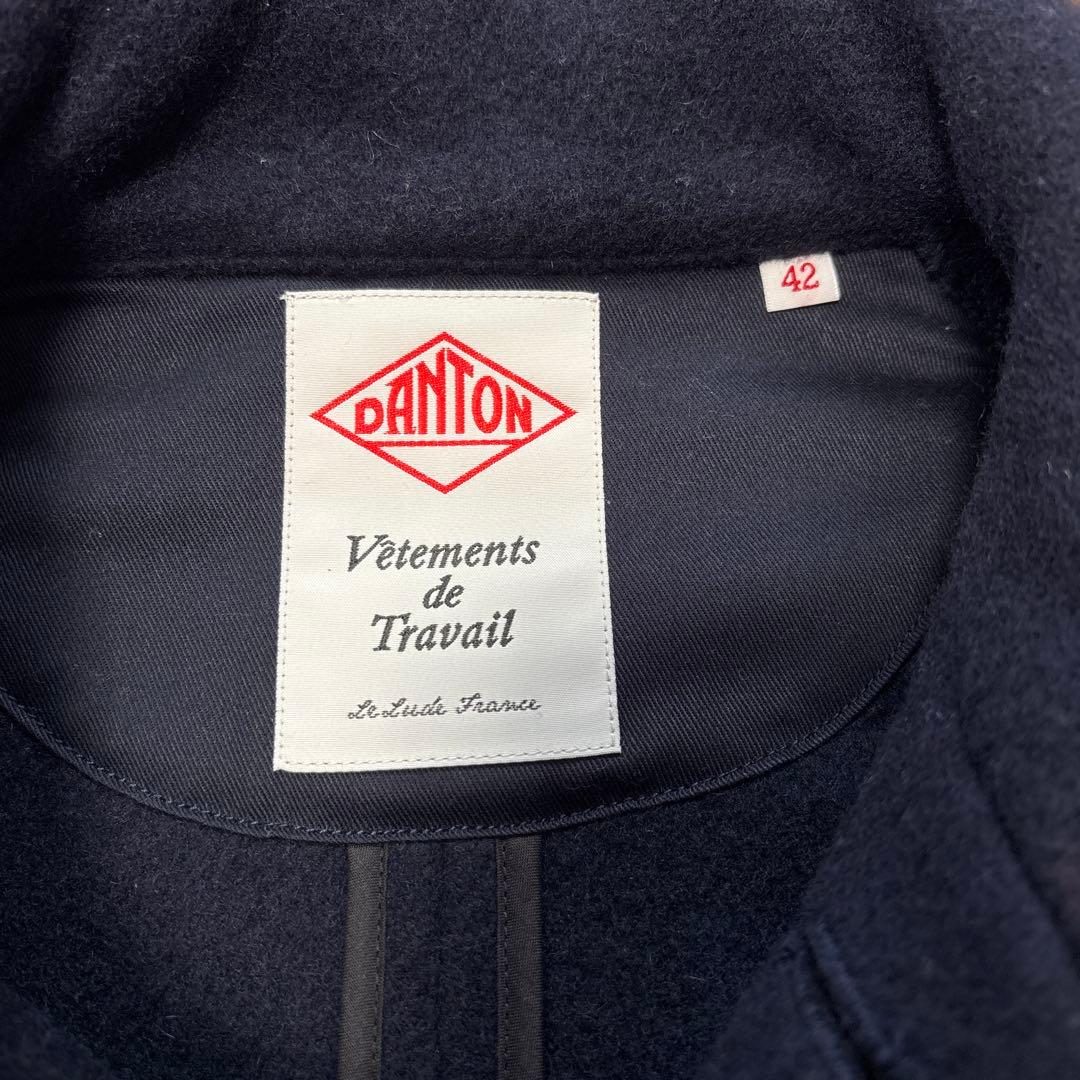 42
DANTON
Vêtements
de
Travail
Le Lude France